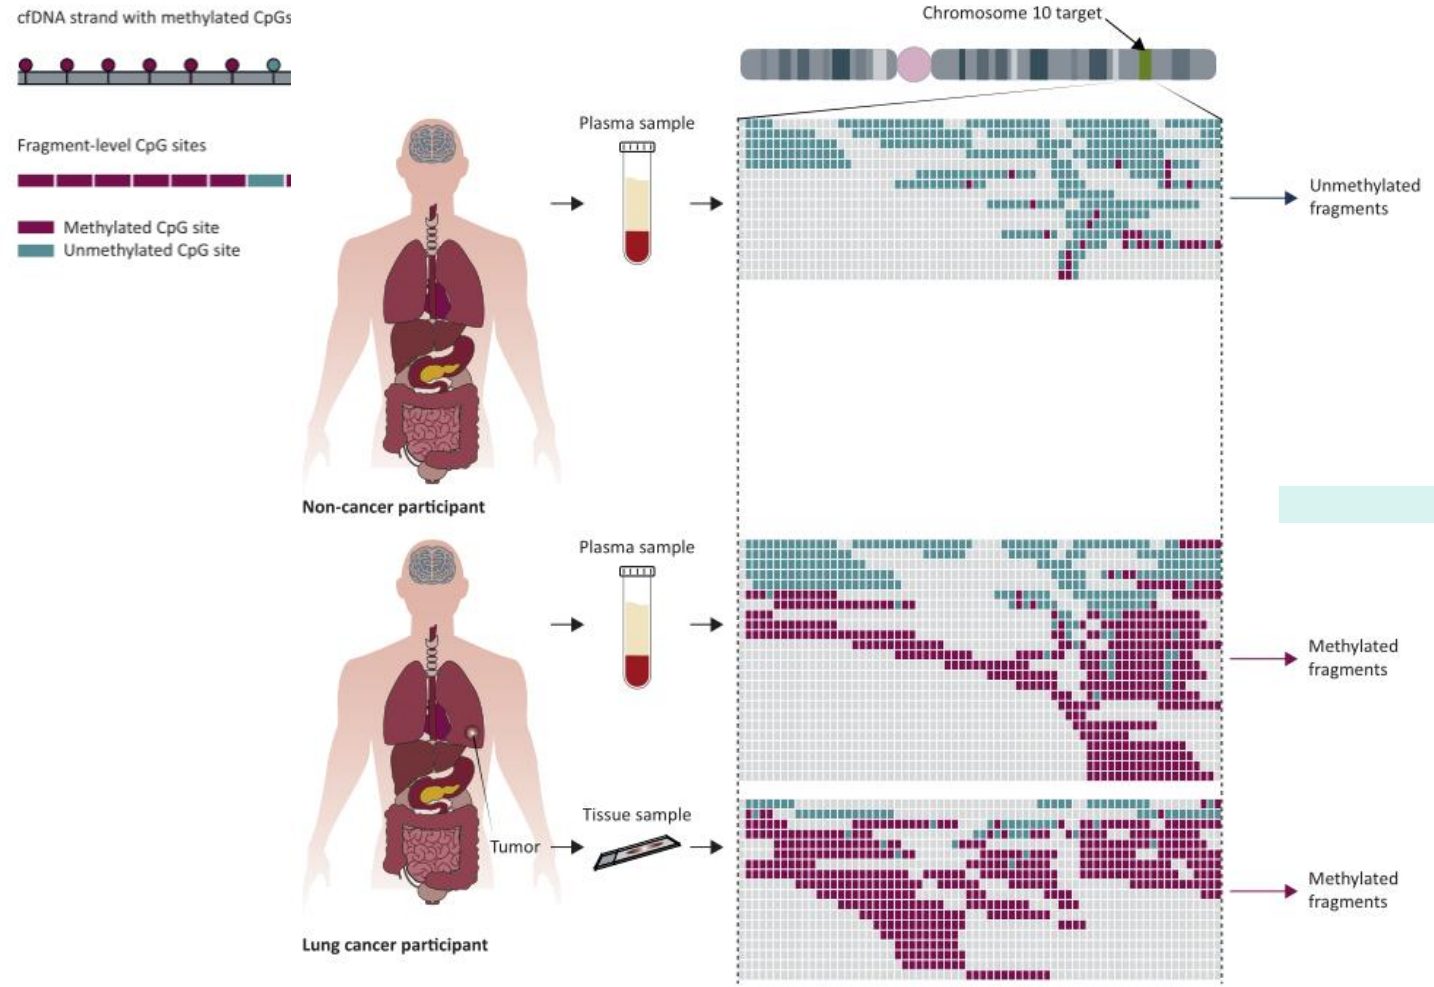 cfDNA strand with methylated CpGs
Fragment-level CpG sites
Methylated CpG site
Unmethylated CpG site
Chromosome 10 target
Plasma sample
Unmethylated
fragments
Non-cancer participant
Plasma sample
Methylated
fragments
Tissue sample
Tumor
Methylated
fragments
Lung cancer participant